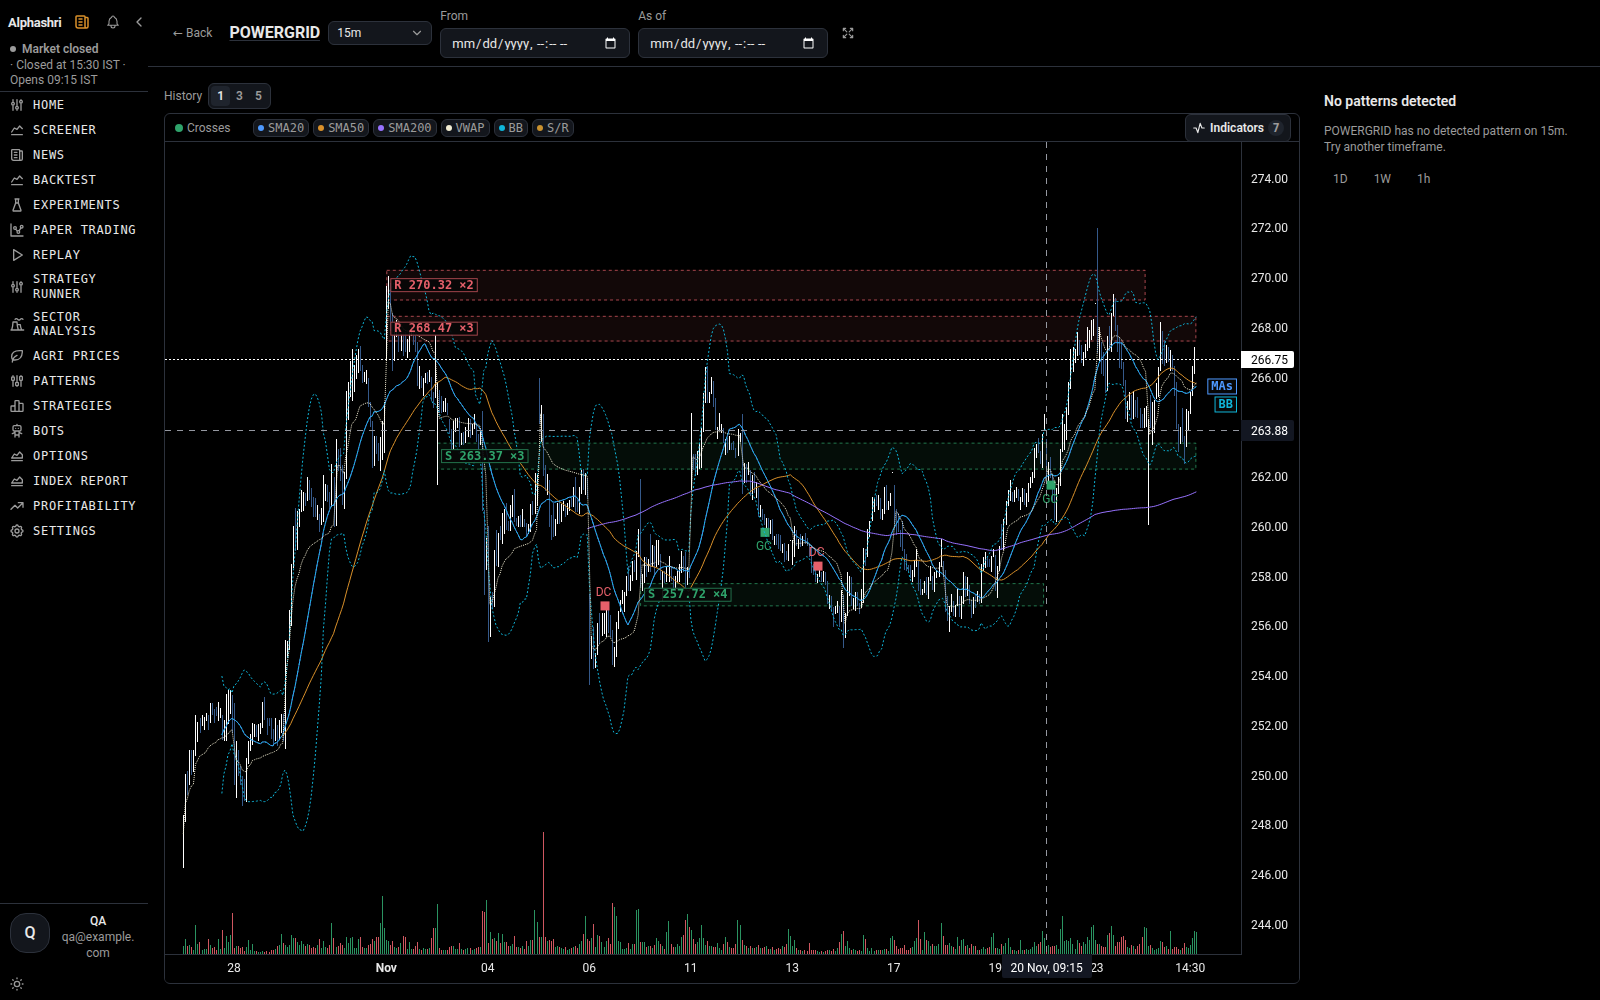 Alphashri
Market closed
· Closed at 15:30 IST ·
Opens 09:15 IST
HOME
SCREENER
NEWS
BACKTEST
EXPERIMENTS
PAPER TRADING
REPLAY
STRATEGY
RUNNER
SECTOR
ANALYSIS
AGRI PRICES
PATTERNS
STRATEGIES
BOTS
OPTIONS
INDEX REPORT
PROFITABILITY
SETTINGS
Q
QA
qa@example.
com
← Back
POWERGRID
15m
From
mm/dd/yyyy, --:-- --
As of
mm/dd/yyyy, --:-- --
History 1 3 5
Crosses SMA20 SMA50 SMA200 VWAP BB S/R
Indicators 7
R 270.32 ×2
R 268.47 ×3
S 263.37 ×3
S 257.72 ×4
DC
GC
DC
GC
MAs
BB
274.00
272.00
270.00
268.00
266.75
266.00
263.88
262.00
260.00
258.00
256.00
254.00
252.00
250.00
248.00
246.00
244.00
28 Nov 04 06 11 13 17 19 20 Nov, 09:15 23 14:30
No patterns detected
POWERGRID has no detected pattern on 15m.
Try another timeframe.
1D 1W 1h